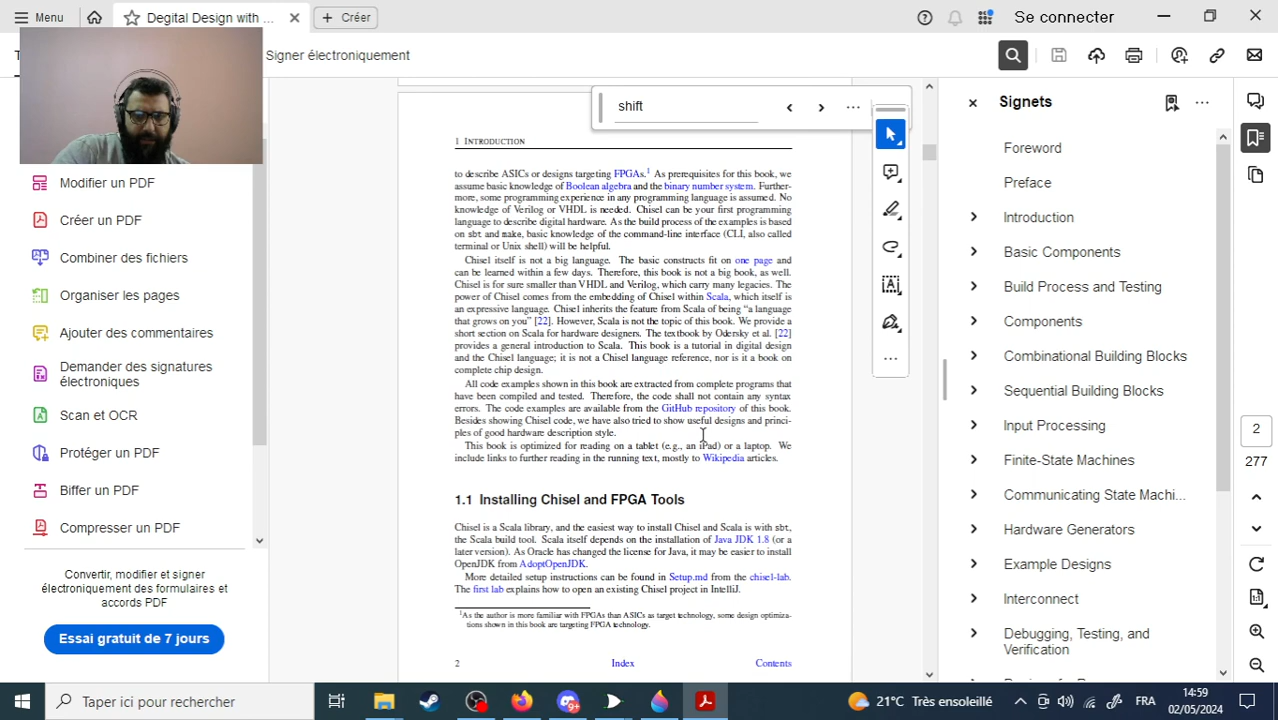 Menu
Degital Design with ...
Créer
Se connecter
Signer électroniquement
shift
Modifier un PDF
Créer un PDF
Combiner des fichiers
Organiser les pages
Ajouter des commentaires
Demander des signatures
électroniques
Scan et OCR
Protéger un PDF
Biffer un PDF
Compresser un PDF
Convertir, modifier et signer
électroniquement des formulaires et
accords PDF
Essai gratuit de 7 jours
1 INTRODUCTION
to describe ASICs or designs targeting FPGAs.1 As prerequisites for this book, we
assume basic knowledge of Boolean algebra and the binary number system. Further-
more, some programming experience in any programming language is assumed. No
knowledge of Verilog or VHDL is needed. Chisel can be your first programming
language to describe digital hardware. As the build process of the examples is based
on sbt and make, basic knowledge of the command-line interface (CLI, also called
terminal or Unix shell) will be helpful.
Chisel itself is not a big language. The basic constructs fit on one page and
can be learned within a few days. Therefore, this book is not a big book, as well.
Chisel is for sure smaller than VHDL and Verilog, which carry many legacies. The
power of Chisel comes from the embedding of Chisel within Scala, which itself is
an expressive language. Chisel inherits the feature from Scala of being “a language
that grows on you” [22]. However, Scala is not the topic of this book. We provide a
short section on Scala for hardware designers. The textbook by Odersky et al. [22]
provides a general introduction to Scala. This book is a tutorial in digital design
and the Chisel language; it is not a Chisel language reference, nor is it a book on
complete chip design.
All code examples shown in this book are extracted from complete programs that
have been compiled and tested. Therefore, the code shall not contain any syntax
errors. The code examples are available from the GitHub repository of this book.
Besides showing Chisel code, we have also tried to show useful designs and princi-
ples of good hardware description style.
This book is optimized for reading on a tablet (e.g., an iPad) or a laptop. We
include links to further reading in the running text, mostly to Wikipedia articles.
1.1 Installing Chisel and FPGA Tools
Chisel is a Scala library, and the easiest way to install Chisel and Scala is with sbt,
the Scala build tool. Scala itself depends on the installation of Java JDK 1.8 (or a
later version). As Oracle has changed the license for Java, it may be easier to install
OpenJDK from AdoptOpenJDK.
More detailed setup instructions can be found in Setup.md from the chisel-lab.
The first lab explains how to open an existing Chisel project in IntelliJ.
1As the author is more familiar with FPGAs than ASICs as target technology, some design optimiza-
tions shown in this book are targeting FPGA technology.
2 Index Contents
Signets
Foreword
Preface
Introduction
Basic Components
Build Process and Testing
Components
Combinational Building Blocks
Sequential Building Blocks
Input Processing
Finite-State Machines
Communicating State Machi...
Hardware Generators
Example Designs
Interconnect
Debugging, Testing, and
Verification
2
277
Taper ici pour rechercher
21°C Très ensoleillé
FRA
14:59
02/05/2024